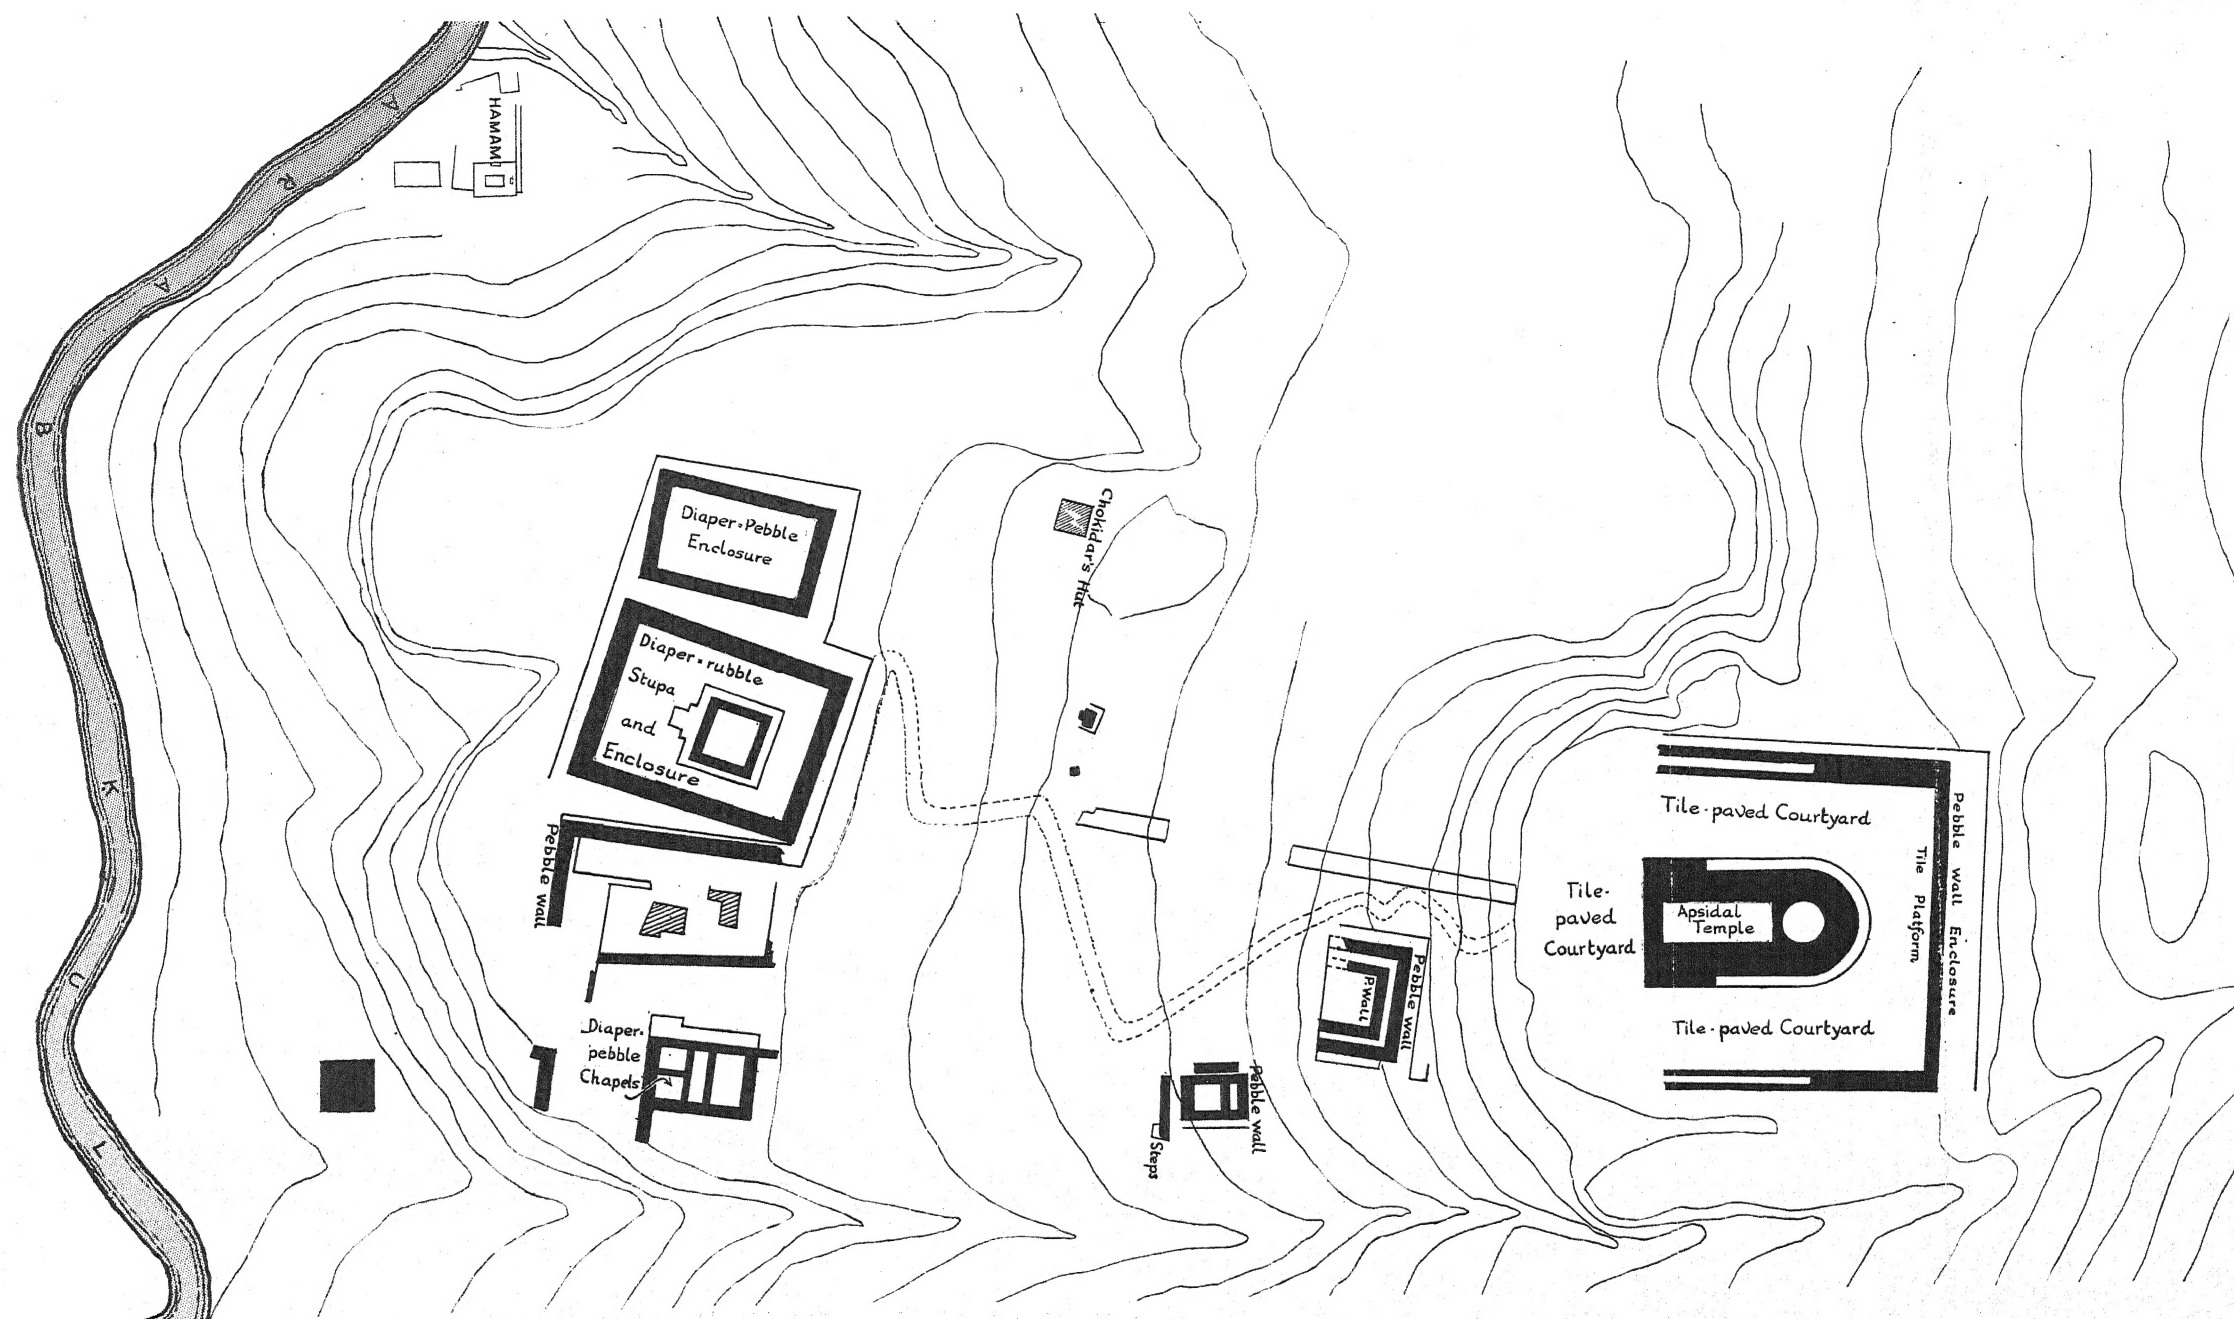 ARAB KUL
HAMAM
Diaper-Pebble
Enclosure
Chokidar's Hut
Diaper-rubble
Stupa
and
Enclosure
Pebble wall
Diaper-
pebble
Chapels
Pebble wall
Steps
Pebble wall
P. Wall
Tile-paved Courtyard
Tile-
paved
Courtyard
Apsidal
Temple
Tile-paved Courtyard
Tile Platform
Pebble wall Enclosure